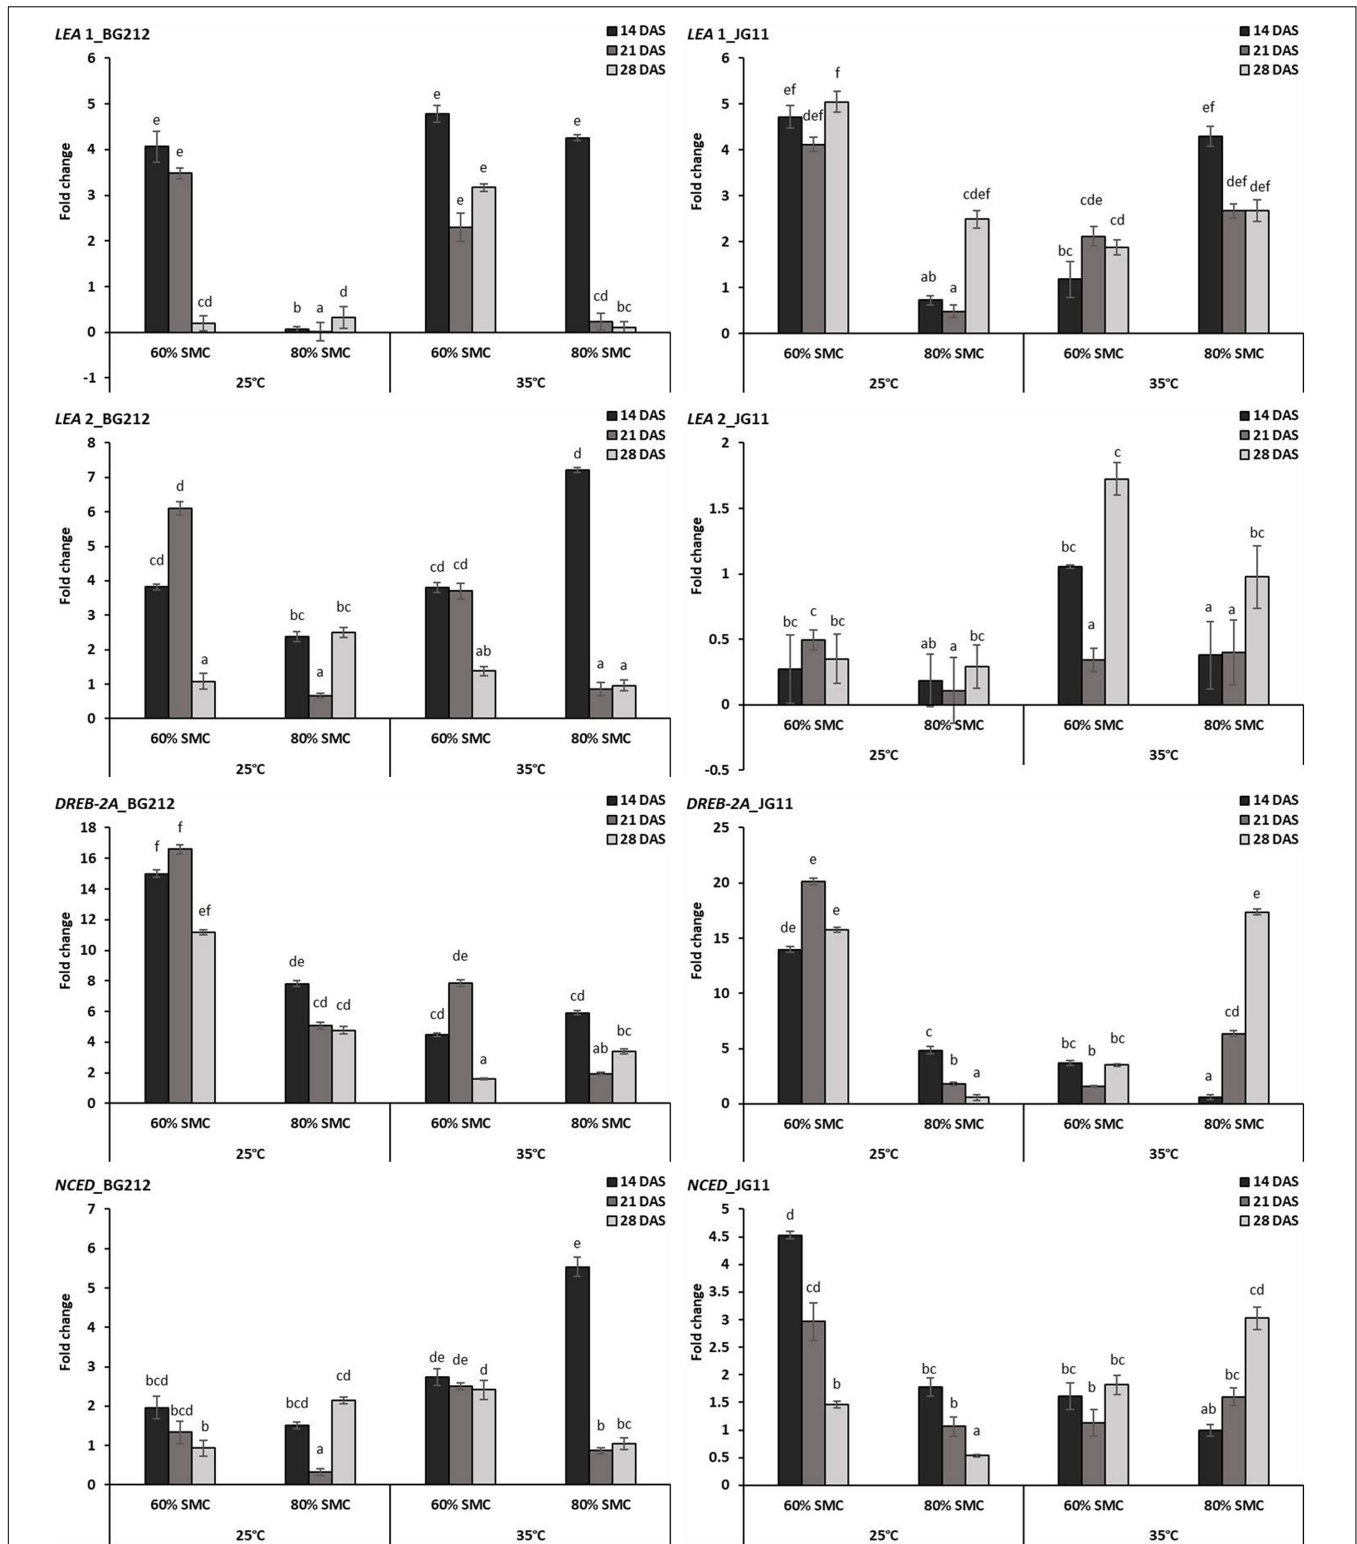 LEA 1_BG212
14 DAS
21 DAS
28 DAS
Fold change
6
5
4
3
2
1
0
-1
e
e
cd
b
a
d
e
e
e
e
cd
bc
60% SMC
80% SMC
60% SMC
80% SMC
25°C
35°C
LEA 1_JG11
14 DAS
21 DAS
28 DAS
Fold change
6
5
4
3
2
1
0
ef
def
f
ab
a
cdef
bc
cde
cd
ef
def
def
60% SMC
80% SMC
60% SMC
80% SMC
25°C
35°C
LEA 2_BG212
14 DAS
21 DAS
28 DAS
Fold change
8
7
6
5
4
3
2
1
0
cd
d
a
bc
a
bc
cd
cd
ab
d
a
a
60% SMC
80% SMC
60% SMC
80% SMC
25°C
35°C
LEA 2_JG11
14 DAS
21 DAS
28 DAS
Fold change
2
1.5
1
0.5
0
-0.5
bc
c
bc
ab
a
bc
bc
a
c
a
a
bc
60% SMC
80% SMC
60% SMC
80% SMC
25°C
35°C
DREB-2A_BG212
14 DAS
21 DAS
28 DAS
Fold change
18
16
14
12
10
8
6
4
2
0
f
f
ef
de
cd
cd
cd
de
a
cd
ab
bc
60% SMC
80% SMC
60% SMC
80% SMC
25°C
35°C
DREB-2A_JG11
14 DAS
21 DAS
28 DAS
Fold change
25
20
15
10
5
0
de
e
e
c
b
a
bc
b
bc
a
cd
e
60% SMC
80% SMC
60% SMC
80% SMC
25°C
35°C
NCED_BG212
14 DAS
21 DAS
28 DAS
Fold change
7
6
5
4
3
2
1
0
bcd
bcd
b
bcd
a
cd
de
de
d
e
b
bc
60% SMC
80% SMC
60% SMC
80% SMC
25°C
35°C
NCED_JG11
14 DAS
21 DAS
28 DAS
Fold change
5
4.5
4
3.5
3
2.5
2
1.5
1
0.5
0
d
cd
b
bc
b
a
bc
b
bc
ab
bc
cd
60% SMC
80% SMC
60% SMC
80% SMC
25°C
35°C